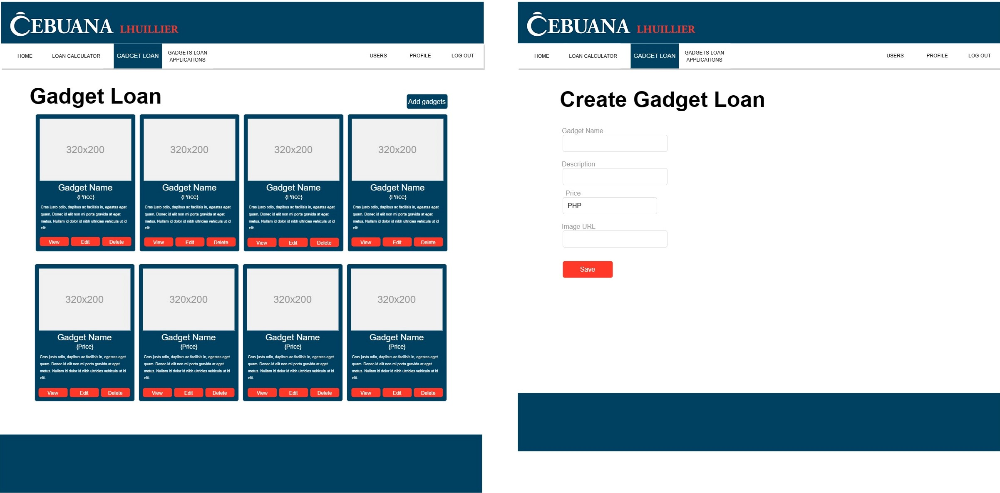 ĈEBUANA LHUILLIER
HOME
LOAN CALCULATOR
GADGET LOAN
GADGETS LOAN
APPLICATIONS
USERS
PROFILE
LOG OUT
Gadget Loan
Add gadgets
320x200
Gadget Name
{Price}
Cras justo odio, dapibus ac facilisis in, egestas eget
quam. Donec id elit non mi porta gravida at eget
metus. Nullam id dolor id nibh ultricies vehicula ut id
elit.
View
Edit
Delete
320x200
Gadget Name
{Price}
Cras justo odio, dapibus ac facilisis in, egestas eget
quam. Donec id elit non mi porta gravida at eget
metus. Nullam id dolor id nibh ultricies vehicula ut id
elit.
View
Edit
Delete
320x200
Gadget Name
{Price}
Cras justo odio, dapibus ac facilisis in, egestas eget
quam. Donec id elit non mi porta gravida at eget
metus. Nullam id dolor id nibh ultricies vehicula ut id
elit.
View
Edit
Delete
320x200
Gadget Name
{Price}
Cras justo odio, dapibus ac facilisis in, egestas eget
quam. Donec id elit non mi porta gravida at eget
metus. Nullam id dolor id nibh ultricies vehicula ut id
elit.
View
Edit
Delete
320x200
Gadget Name
{Price}
Cras justo odio, dapibus ac facilisis in, egestas eget
quam. Donec id elit non mi porta gravida at eget
metus. Nullam id dolor id nibh ultricies vehicula ut id
elit.
View
Edit
Delete
320x200
Gadget Name
{Price}
Cras justo odio, dapibus ac facilisis in, egestas eget
quam. Donec id elit non mi porta gravida at eget
metus. Nullam id dolor id nibh ultricies vehicula ut id
elit.
View
Edit
Delete
320x200
Gadget Name
{Price}
Cras justo odio, dapibus ac facilisis in, egestas eget
quam. Donec id elit non mi porta gravida at eget
metus. Nullam id dolor id nibh ultricies vehicula ut id
elit.
View
Edit
Delete
320x200
Gadget Name
{Price}
Cras justo odio, dapibus ac facilisis in, egestas eget
quam. Donec id elit non mi porta gravida at eget
metus. Nullam id dolor id nibh ultricies vehicula ut id
elit.
View
Edit
Delete
ĈEBUANA LHUILLIER
HOME
LOAN CALCULATOR
GADGET LOAN
GADGETS LOAN
APPLICATIONS
USERS
PROFILE
LOG OUT
Create Gadget Loan
Gadget Name
Description
Price
PHP
Image URL
Save